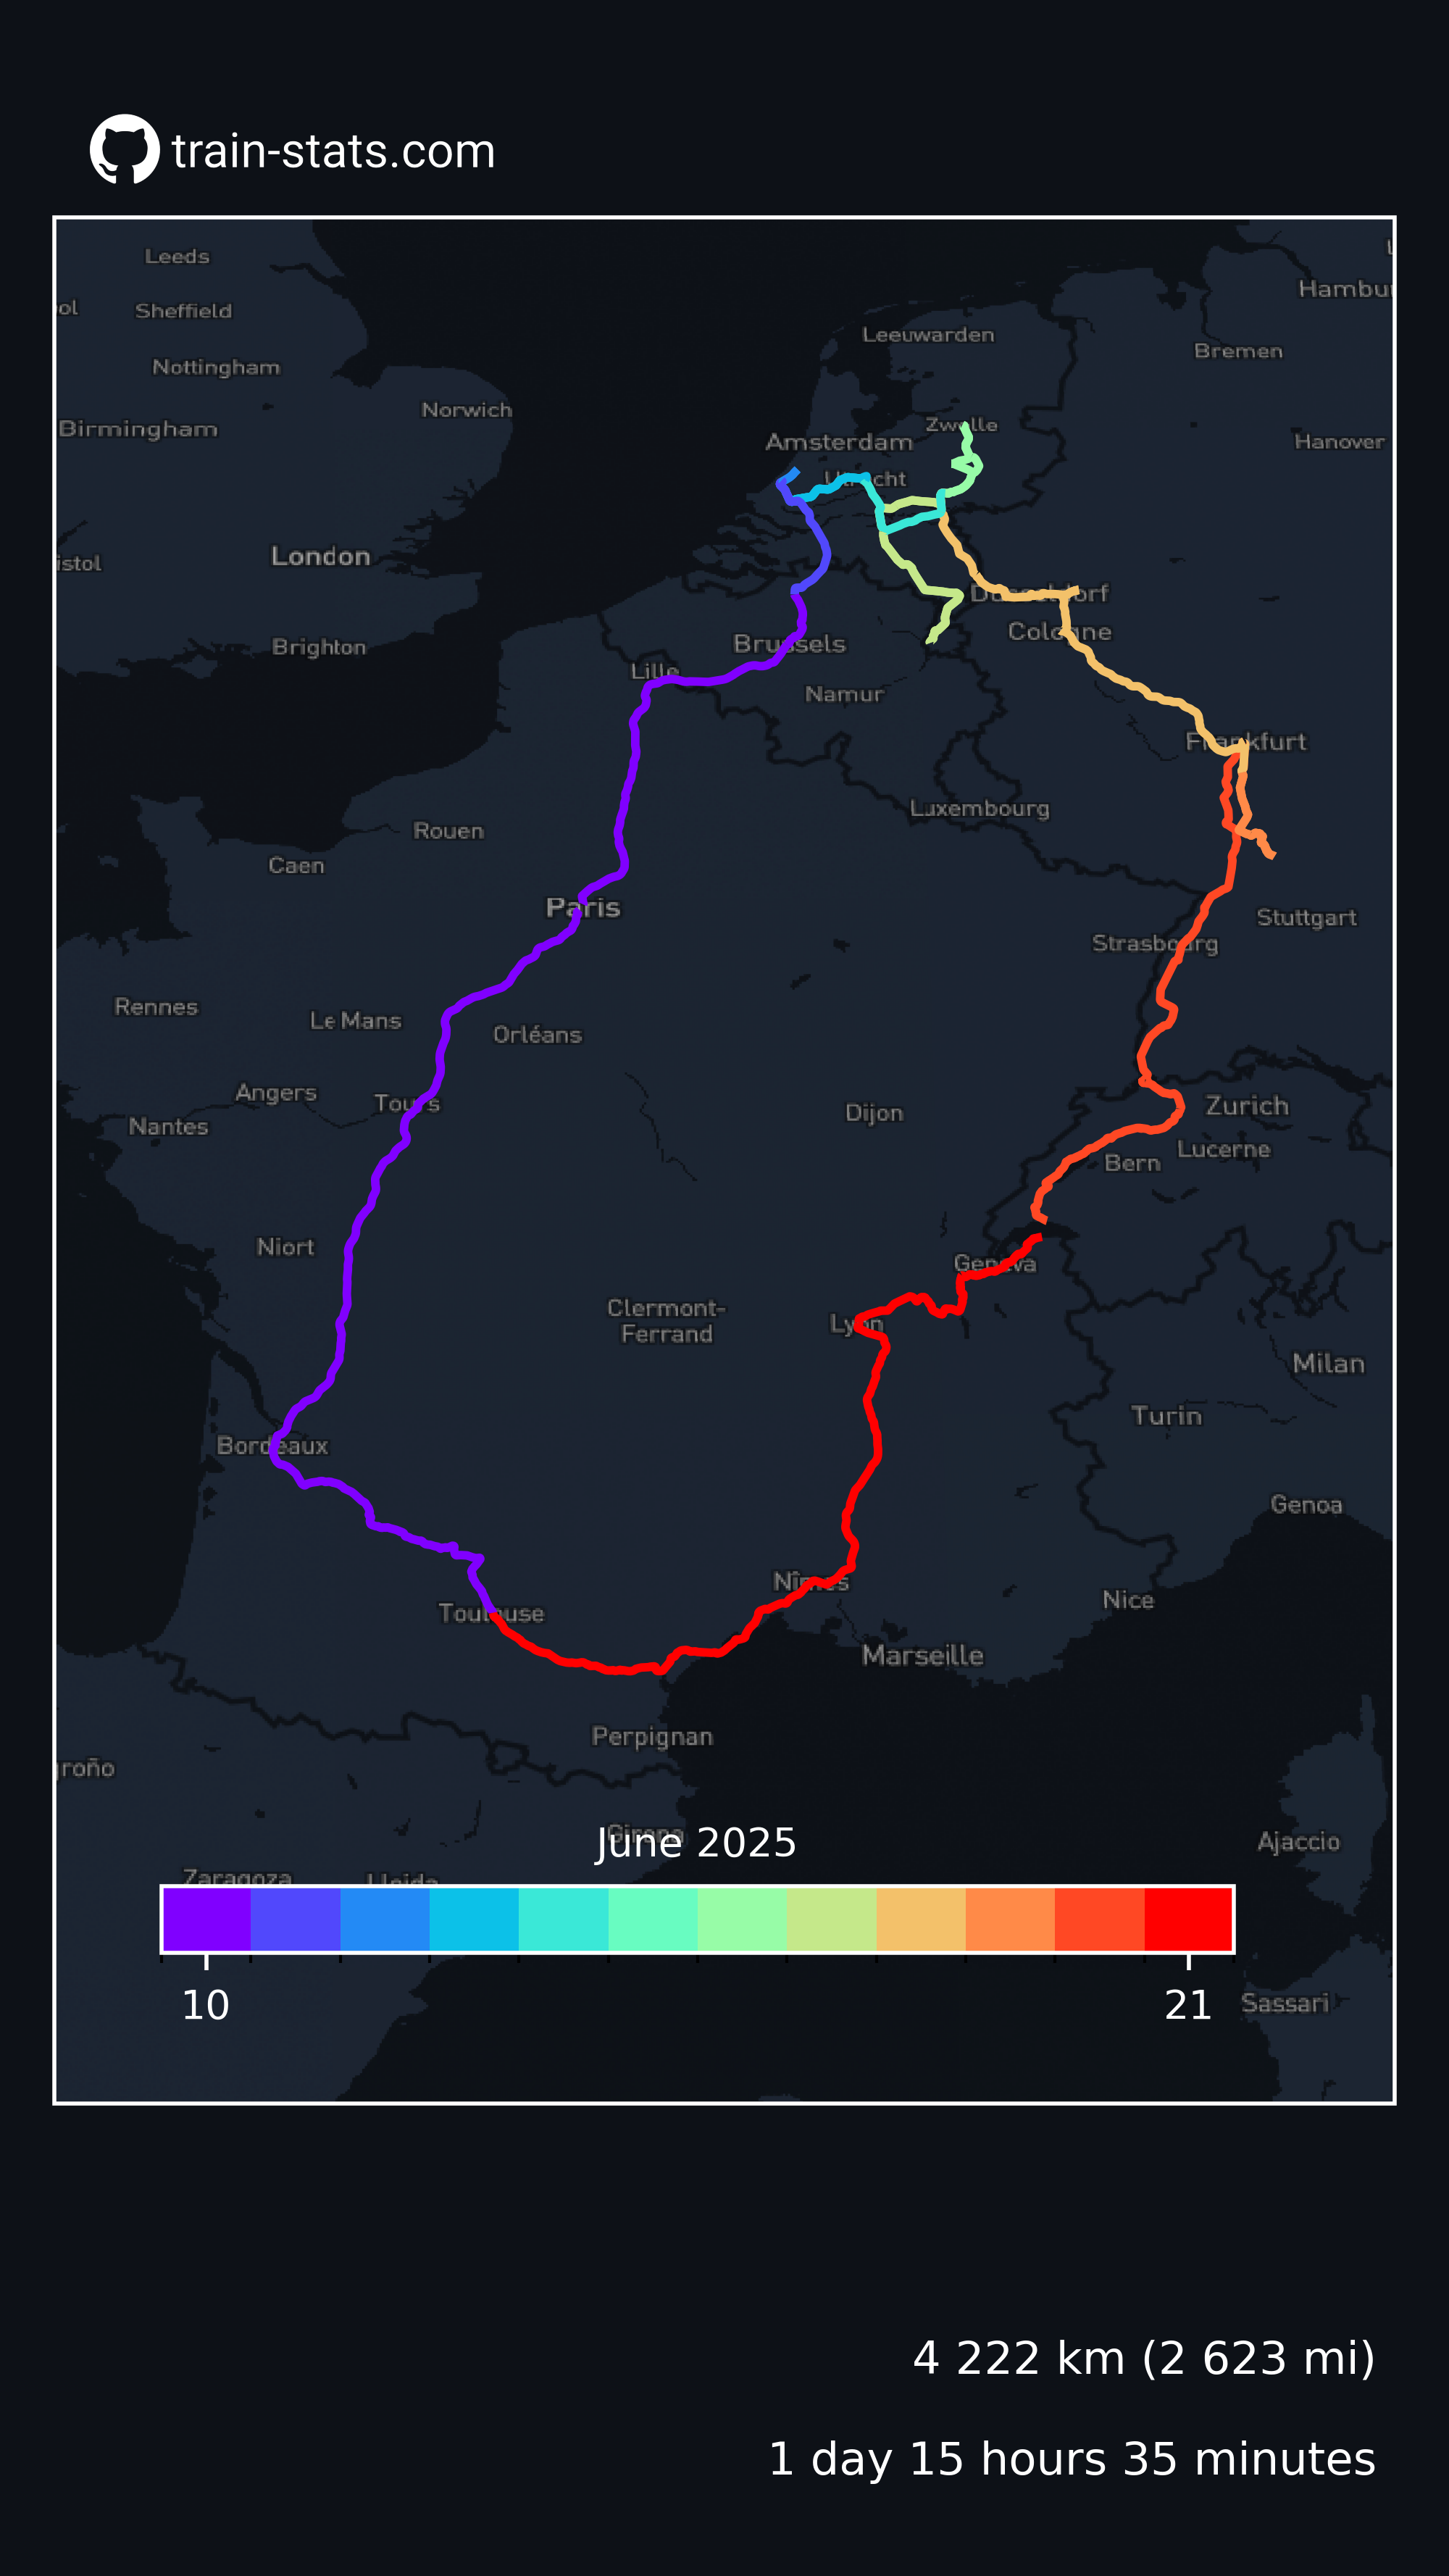 train-stats.com
Leeds
Hambu
ol
Sheffield
Leeuwarden
Bremen
Nottingham
Norwich
Zwolle
Birmingham
Amsterdam
Hanover
Utrecht
London
istol
Düsseldorf
Cologne
Brighton
Brussels
Lille
Namur
Frankfurt
Luxembourg
Rouen
Caen
Paris
Stuttgart
Strasbourg
Rennes
Le Mans
Orléans
Angers
Tours
Zurich
Nantes
Dijon
Lucerne
Bern
Niort
Geneva
Clermont-
Ferrand
Lyon
Milan
Turin
Bordeaux
Genoa
Nîmes
Nice
Toulouse
Marseille
Perpignan
groño
Girona
June 2025
Ajaccio
Zaragoza
Lleida
10
21
Sassari
4 222 km (2 623 mi)
1 day 15 hours 35 minutes